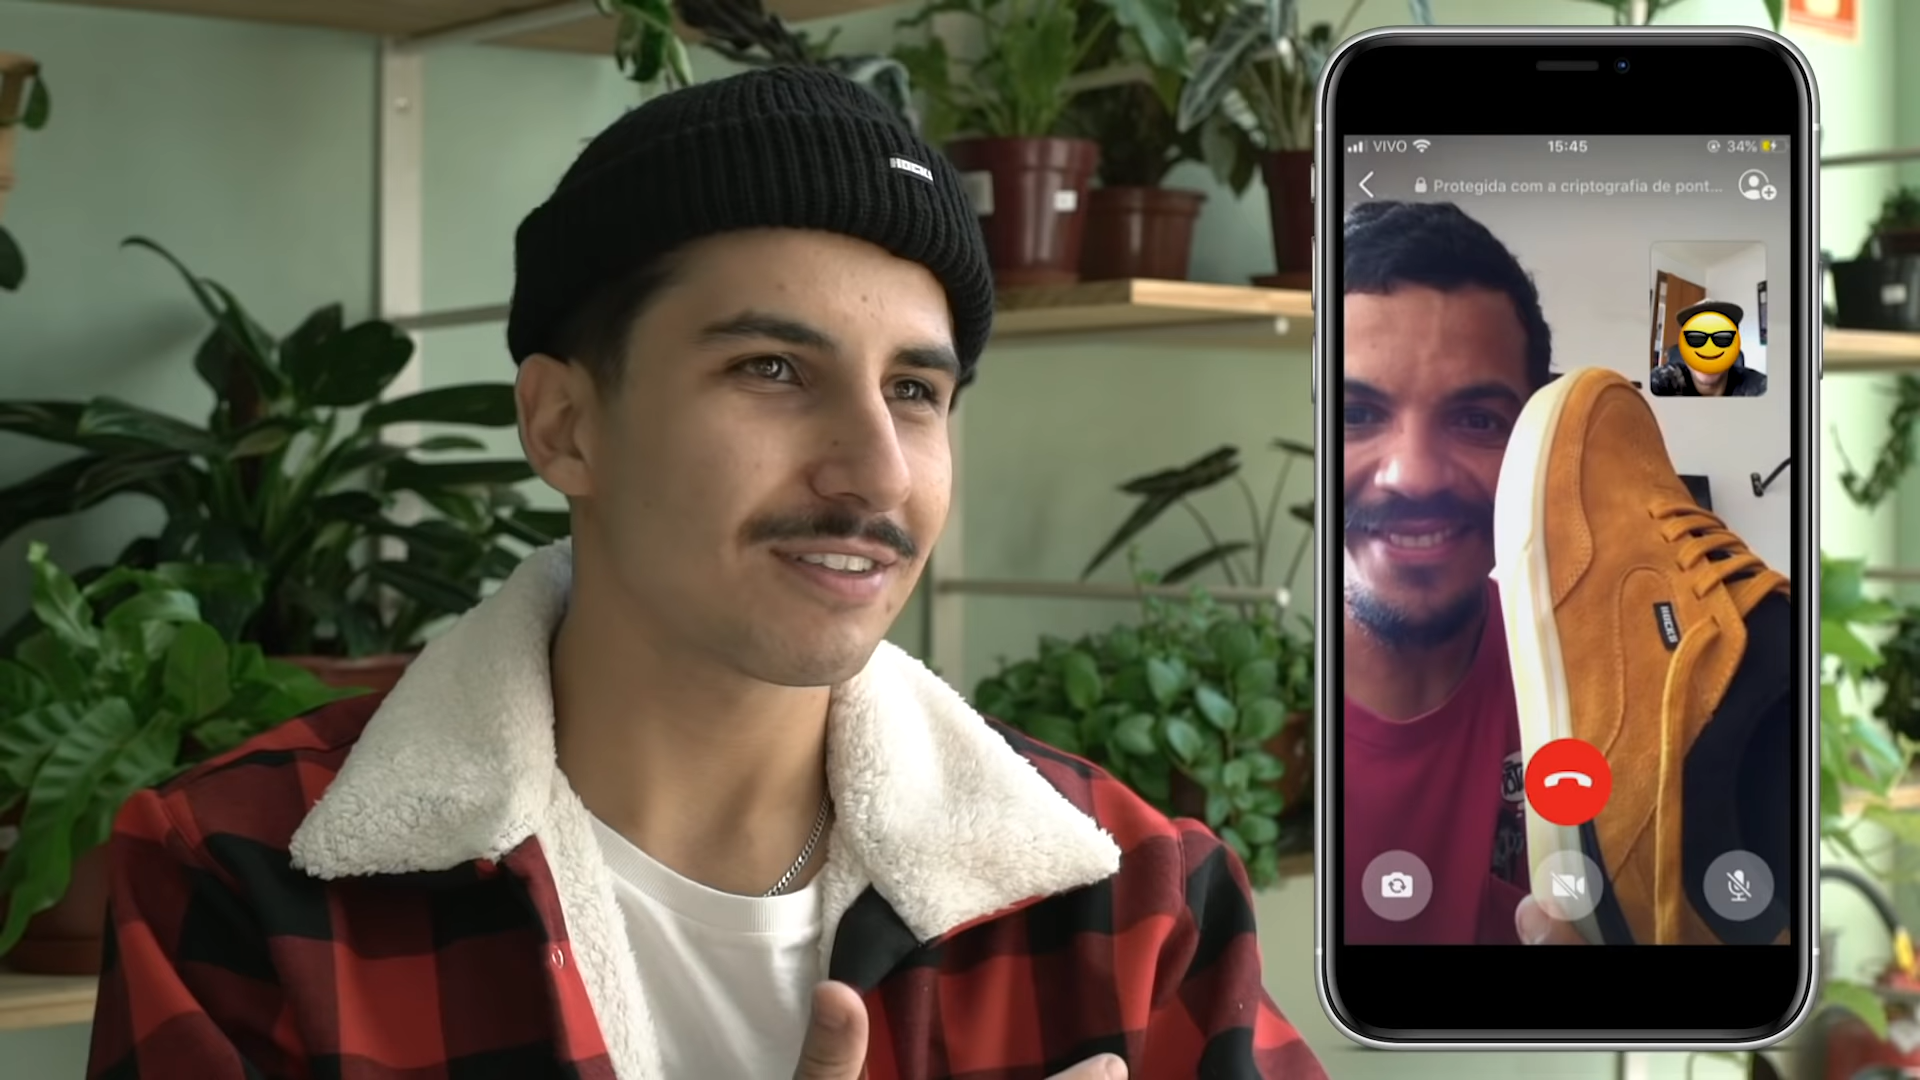 HOCKS
VIVO
15:45
34%
Protegida com a criptografia de pont...
HOCKS